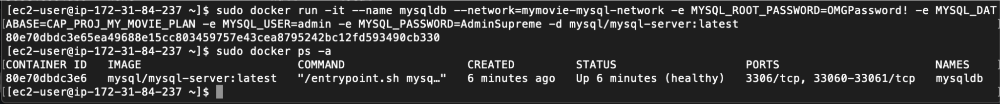 [ec2-user@ip-172-31-84-237 ~]$ sudo docker run -it --name mysqldb --network=mymovie-mysql-network -e MYSQL_ROOT_PASSWORD=OMGPassword! -e MYSQL_DAT
[ABASE=CAP_PROJ_MY_MOVIE_PLAN -e MYSQL_USER=admin -e MYSQL_PASSWORD=AdminSupreme -d mysql/mysql-server:latest ]
80e70dbdc3e65ea49688e15cc803459757e43cea8795242bc12fd593490cb330
[ec2-user@ip-172-31-84-237 ~]$ sudo docker ps -a
[CONTAINER ID IMAGE COMMAND CREATED STATUS PORTS NAMES ]
80e70dbdc3e6 mysql/mysql-server:latest "/entrypoint.sh mysq…" 6 minutes ago Up 6 minutes (healthy) 3306/tcp, 33060-33061/tcp mysqldb
[[ec2-user@ip-172-31-84-237 ~]$ ]